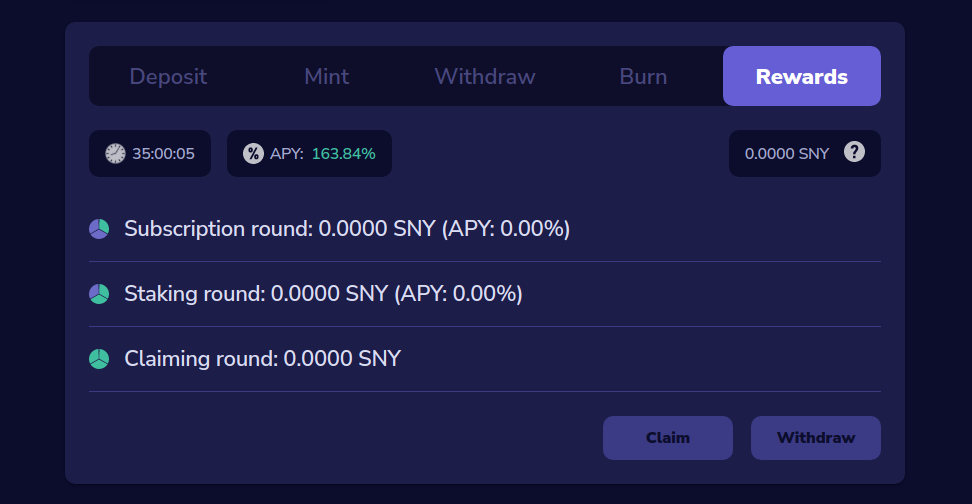 Deposit Mint Withdraw Burn Rewards
35:00:05 % APY: 163.84% 0.0000 SNY ?
Subscription round: 0.0000 SNY (APY: 0.00%)
Staking round: 0.0000 SNY (APY: 0.00%)
Claiming round: 0.0000 SNY
Claim Withdraw